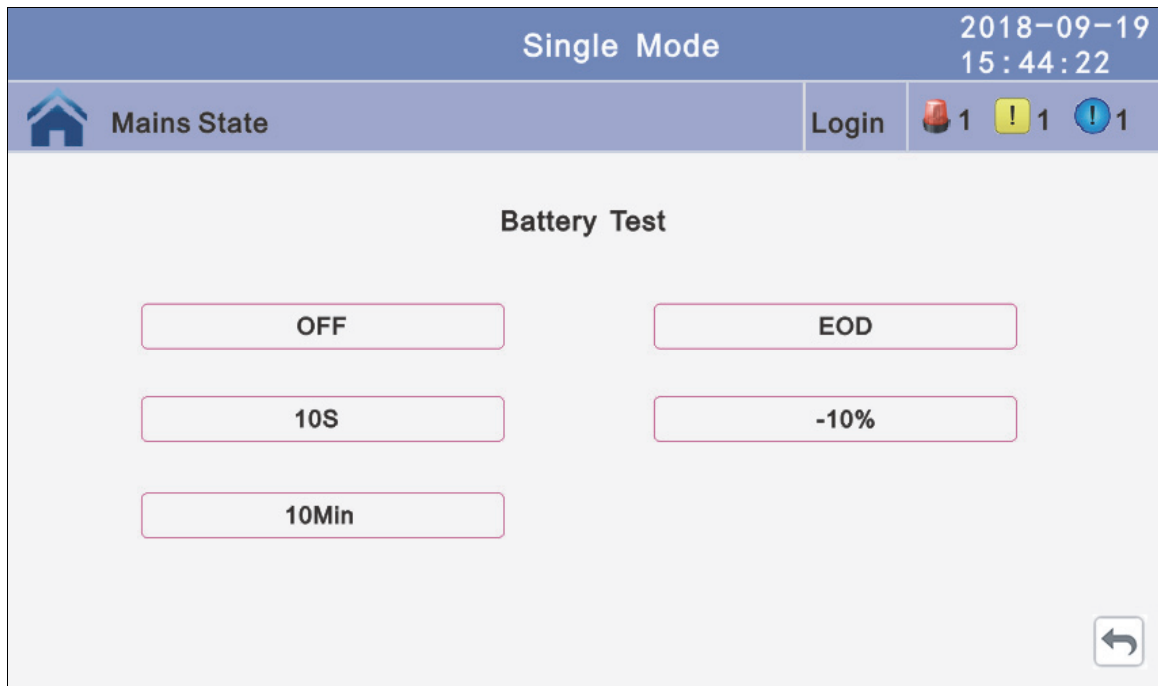 Single Mode
2018-09-19
15:44:22
Mains State
Login
1
! 1
! 1
Battery Test
OFF
EOD
10S
-10%
10Min